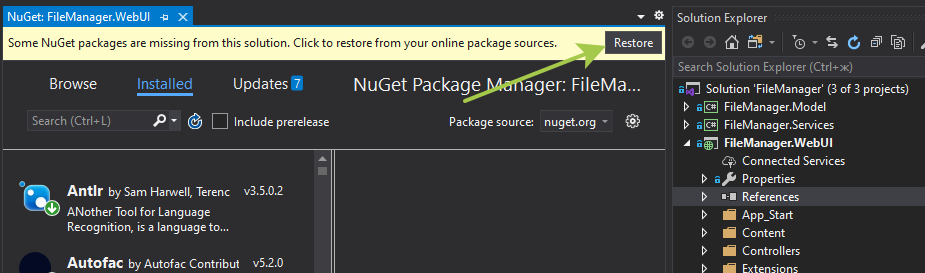 NuGet: FileManager.WebUI
Some NuGet packages are missing from this solution. Click to restore from your online package sources. Restore
Browse Installed Updates 7 NuGet Package Manager: FileMa...
Search (Ctrl+L) Include prerelease Package source: nuget.org
Antlr by Sam Harwell, Terenc v3.5.0.2
ANother Tool for Language
Recognition, is a language to...
Autofac by Autofac Contribut v5.2.0
Solution Explorer
Search Solution Explorer (Ctrl+ж)
Solution 'FileManager' (3 of 3 projects)
C# FileManager.Model
C# FileManager.Services
FileManager.WebUI
Connected Services
Properties
References
App_Start
Content
Controllers
Extensions